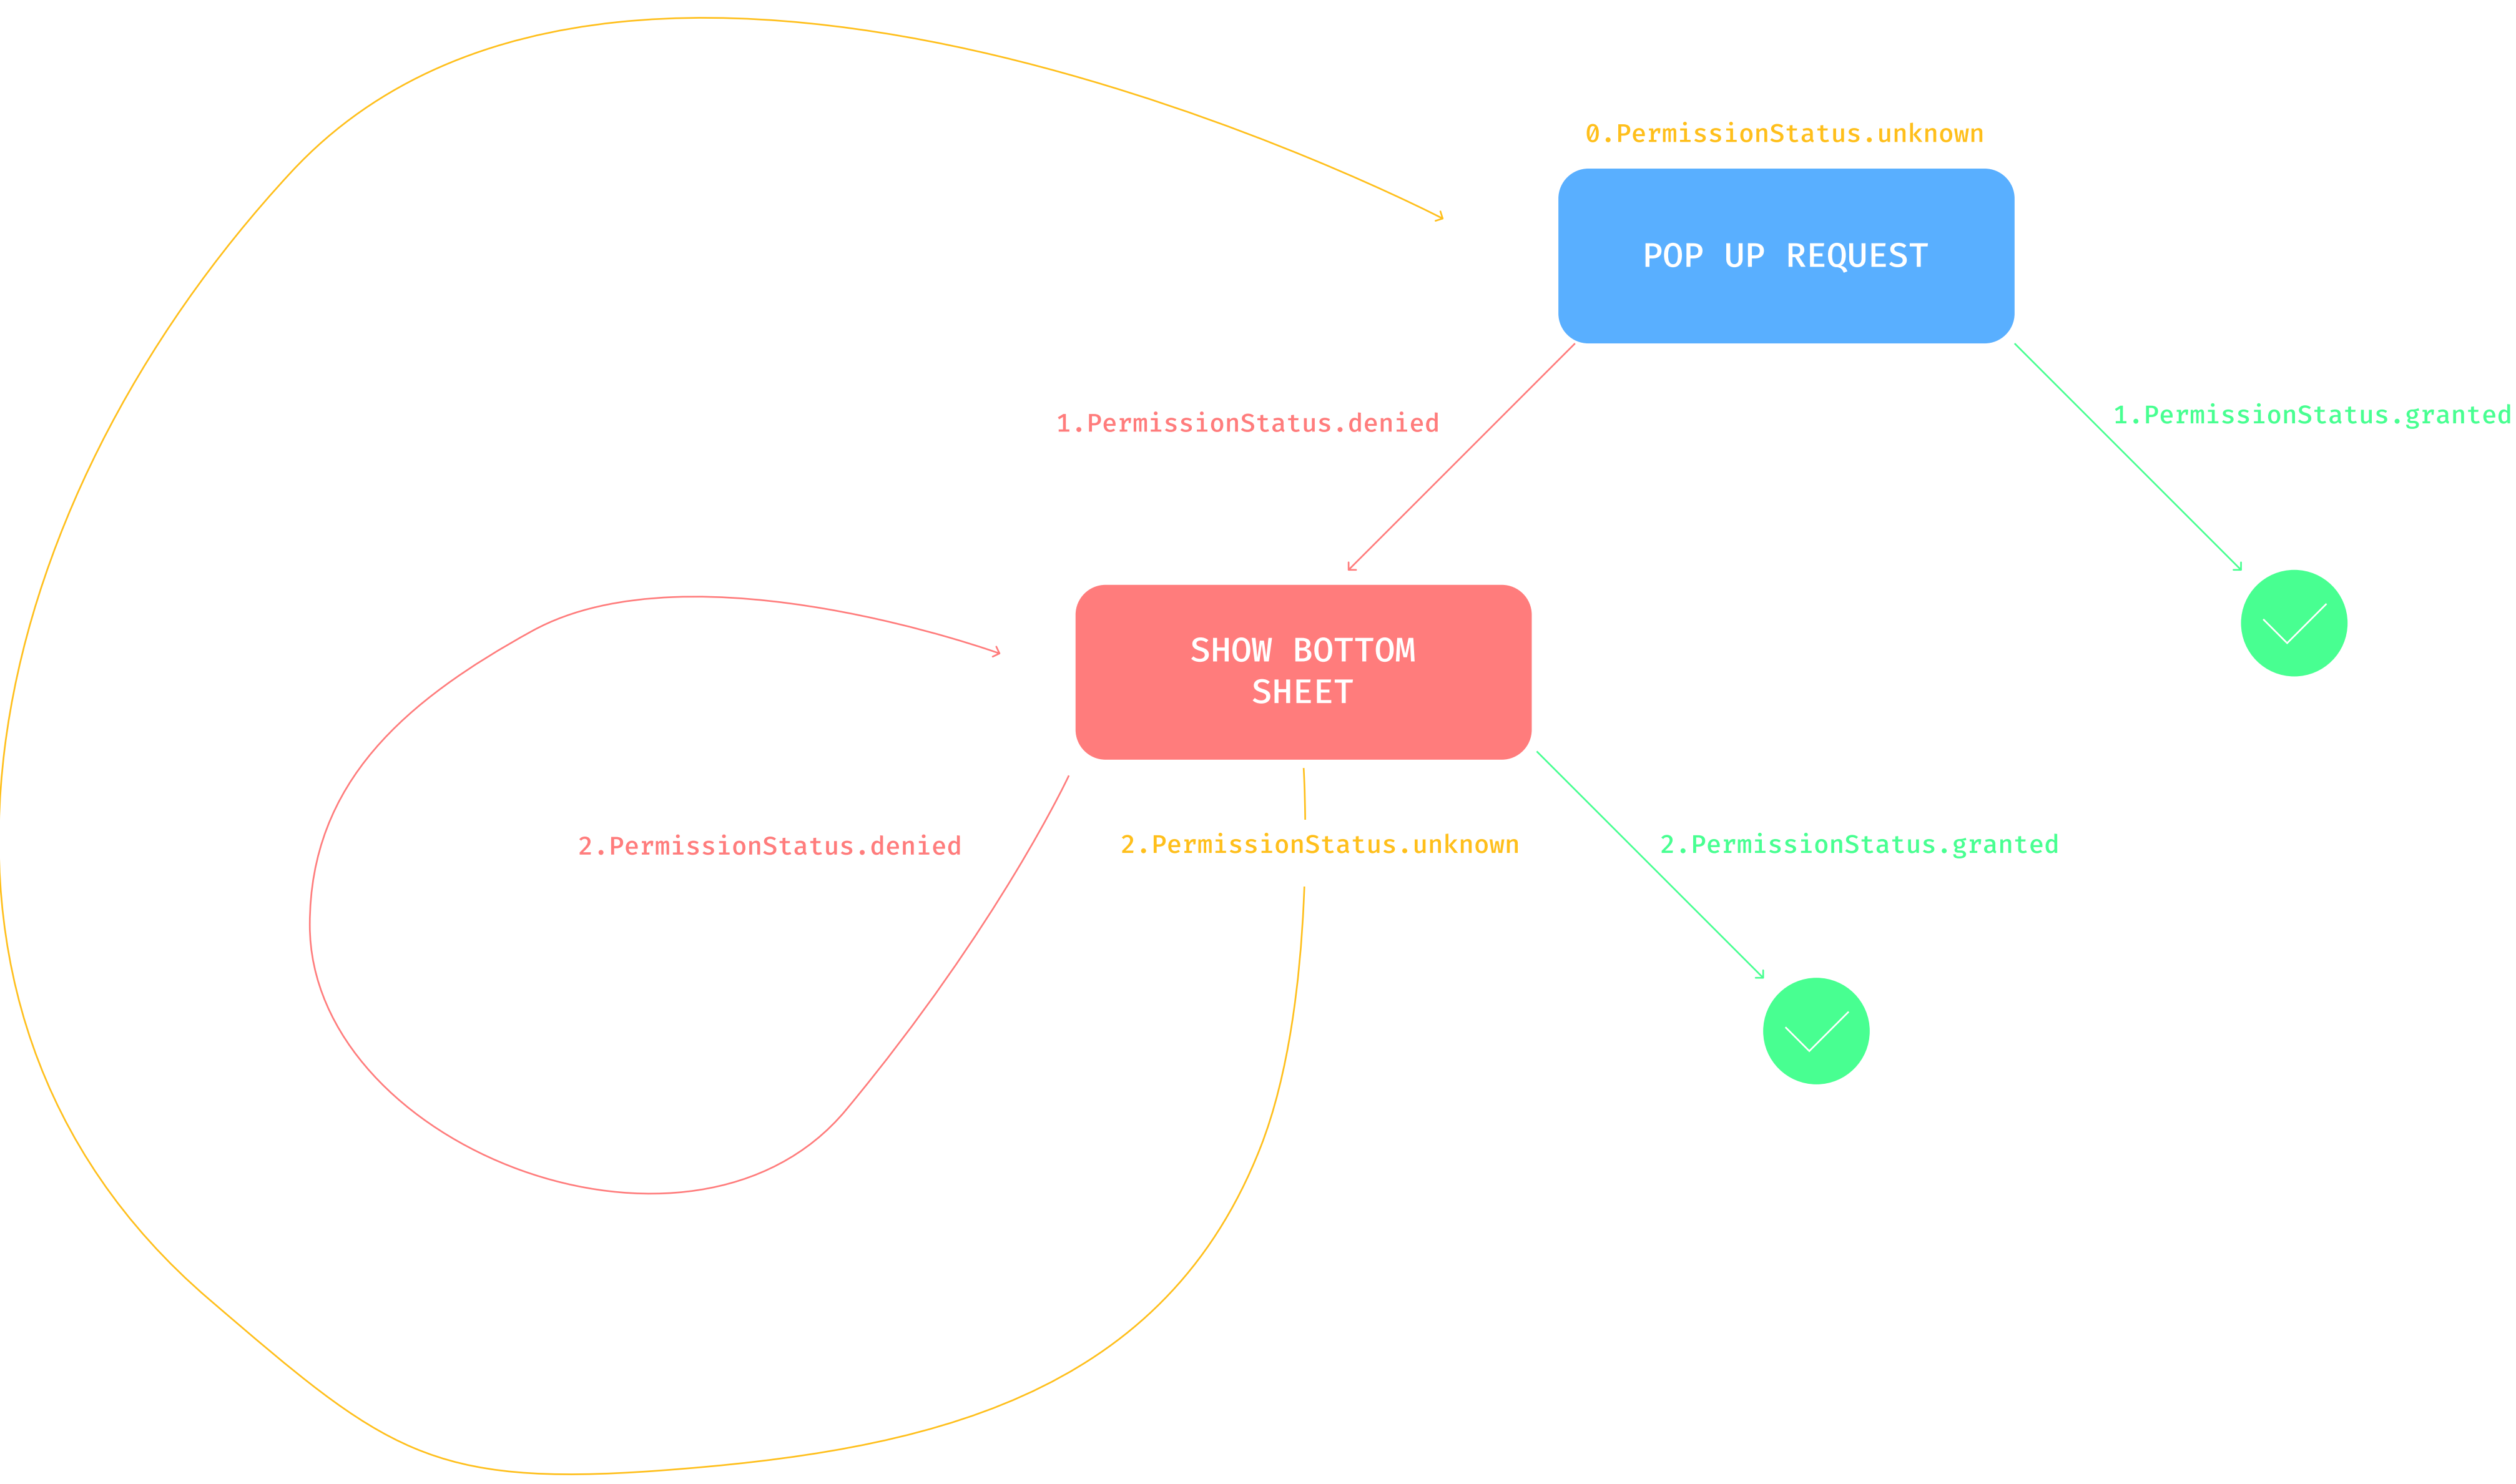 0.PermissionStatus.unknown
POP UP REQUEST
1.PermissionStatus.denied
1.PermissionStatus.granted
SHOW BOTTOM
SHEET
2.PermissionStatus.denied
2.PermissionStatus.unknown
2.PermissionStatus.granted